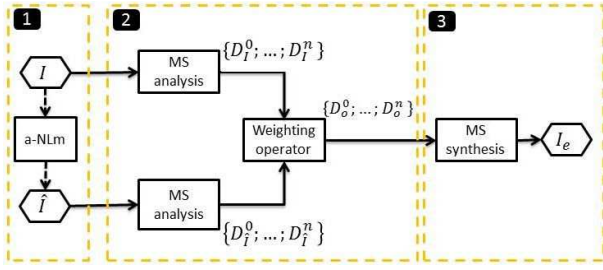 1
2
3
I
MS
analysis
{D_I^0; …; D_I^n}
{D_o^0; …; D_o^n}
a-NLm
Weighting
operator
MS
synthesis
I_e
Î
MS
analysis
{D_Î^0; …; D_Î^n}